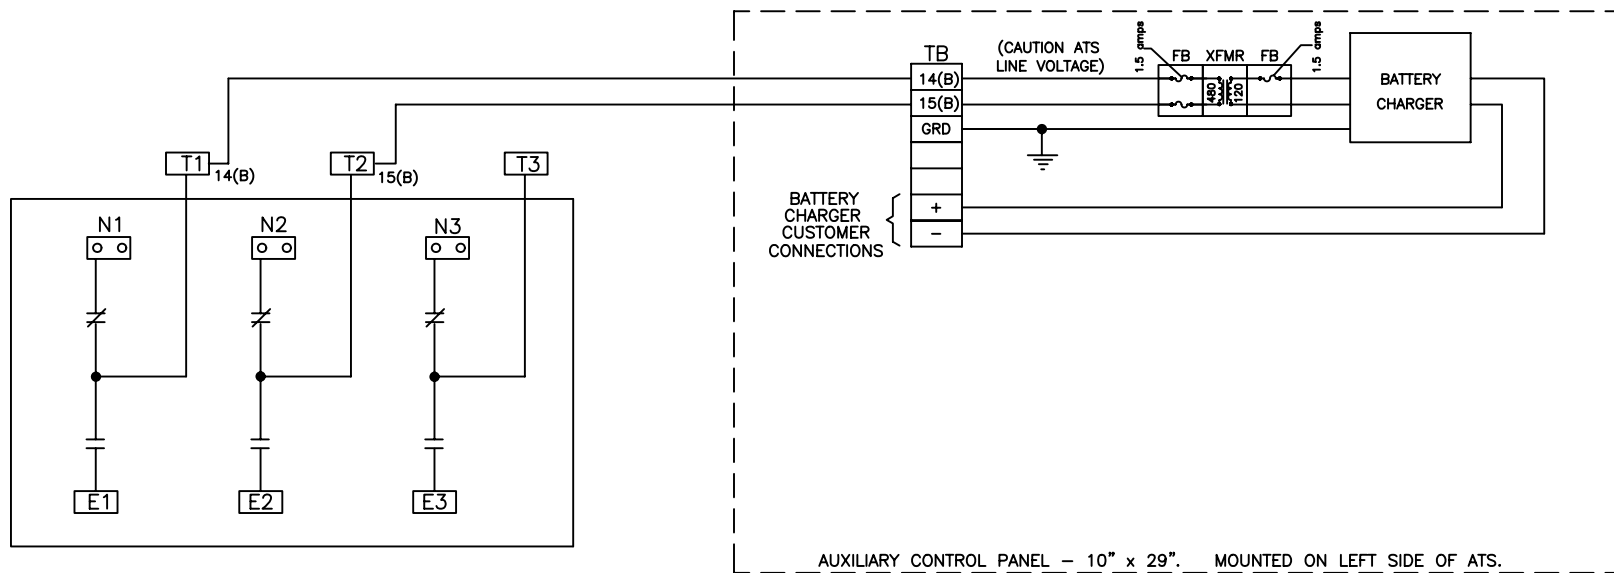 TB
(CAUTION ATS
LINE VOLTAGE)
1.5 amps
FB
XFMR
FB
1.5 amps
14(B)
15(B)
GRD
480
120
BATTERY
CHARGER
T1
14(B)
T2
15(B)
T3
BATTERY
CHARGER
CUSTOMER
CONNECTIONS
+
−
N1
N2
N3
E1
E2
E3
AUXILIARY CONTROL PANEL − 10" x 29". MOUNTED ON LEFT SIDE OF ATS.